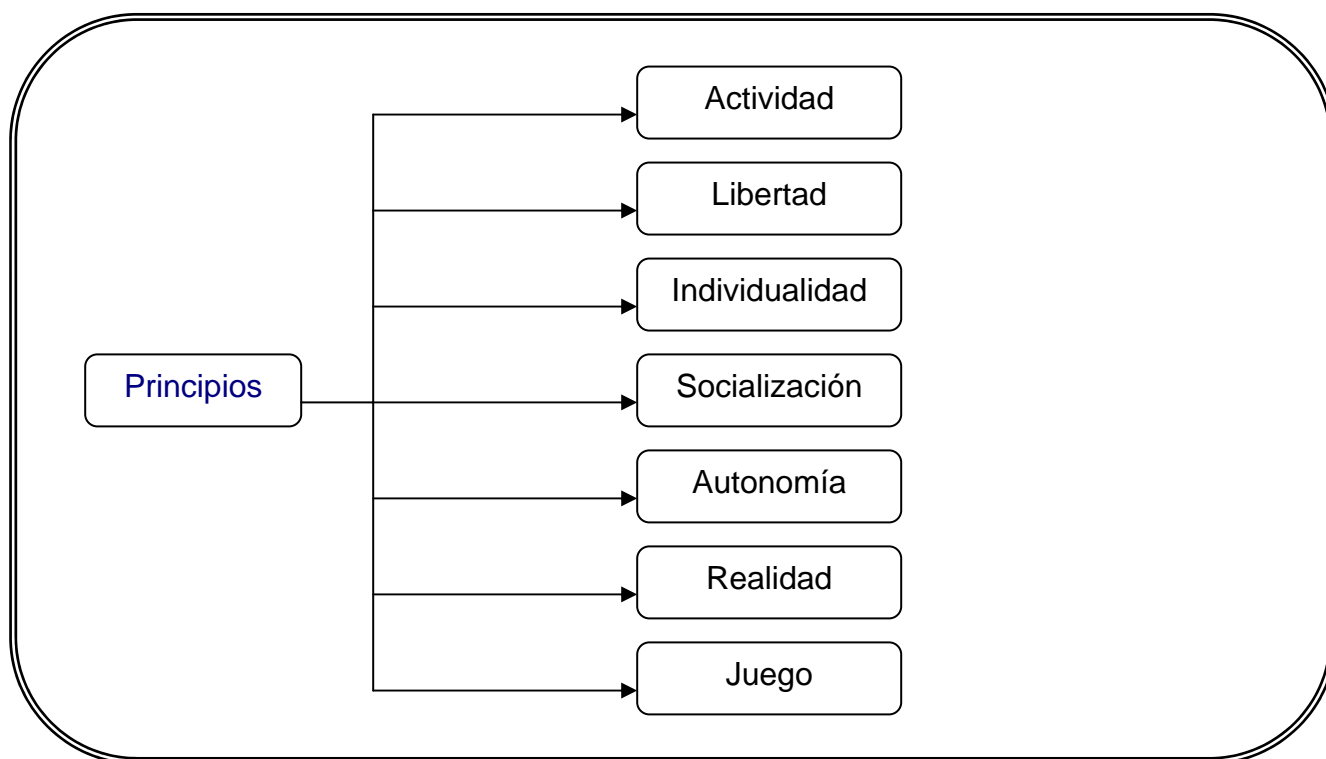 Actividad
Libertad
Individualidad
Principios
Socialización
Autonomía
Realidad
Juego